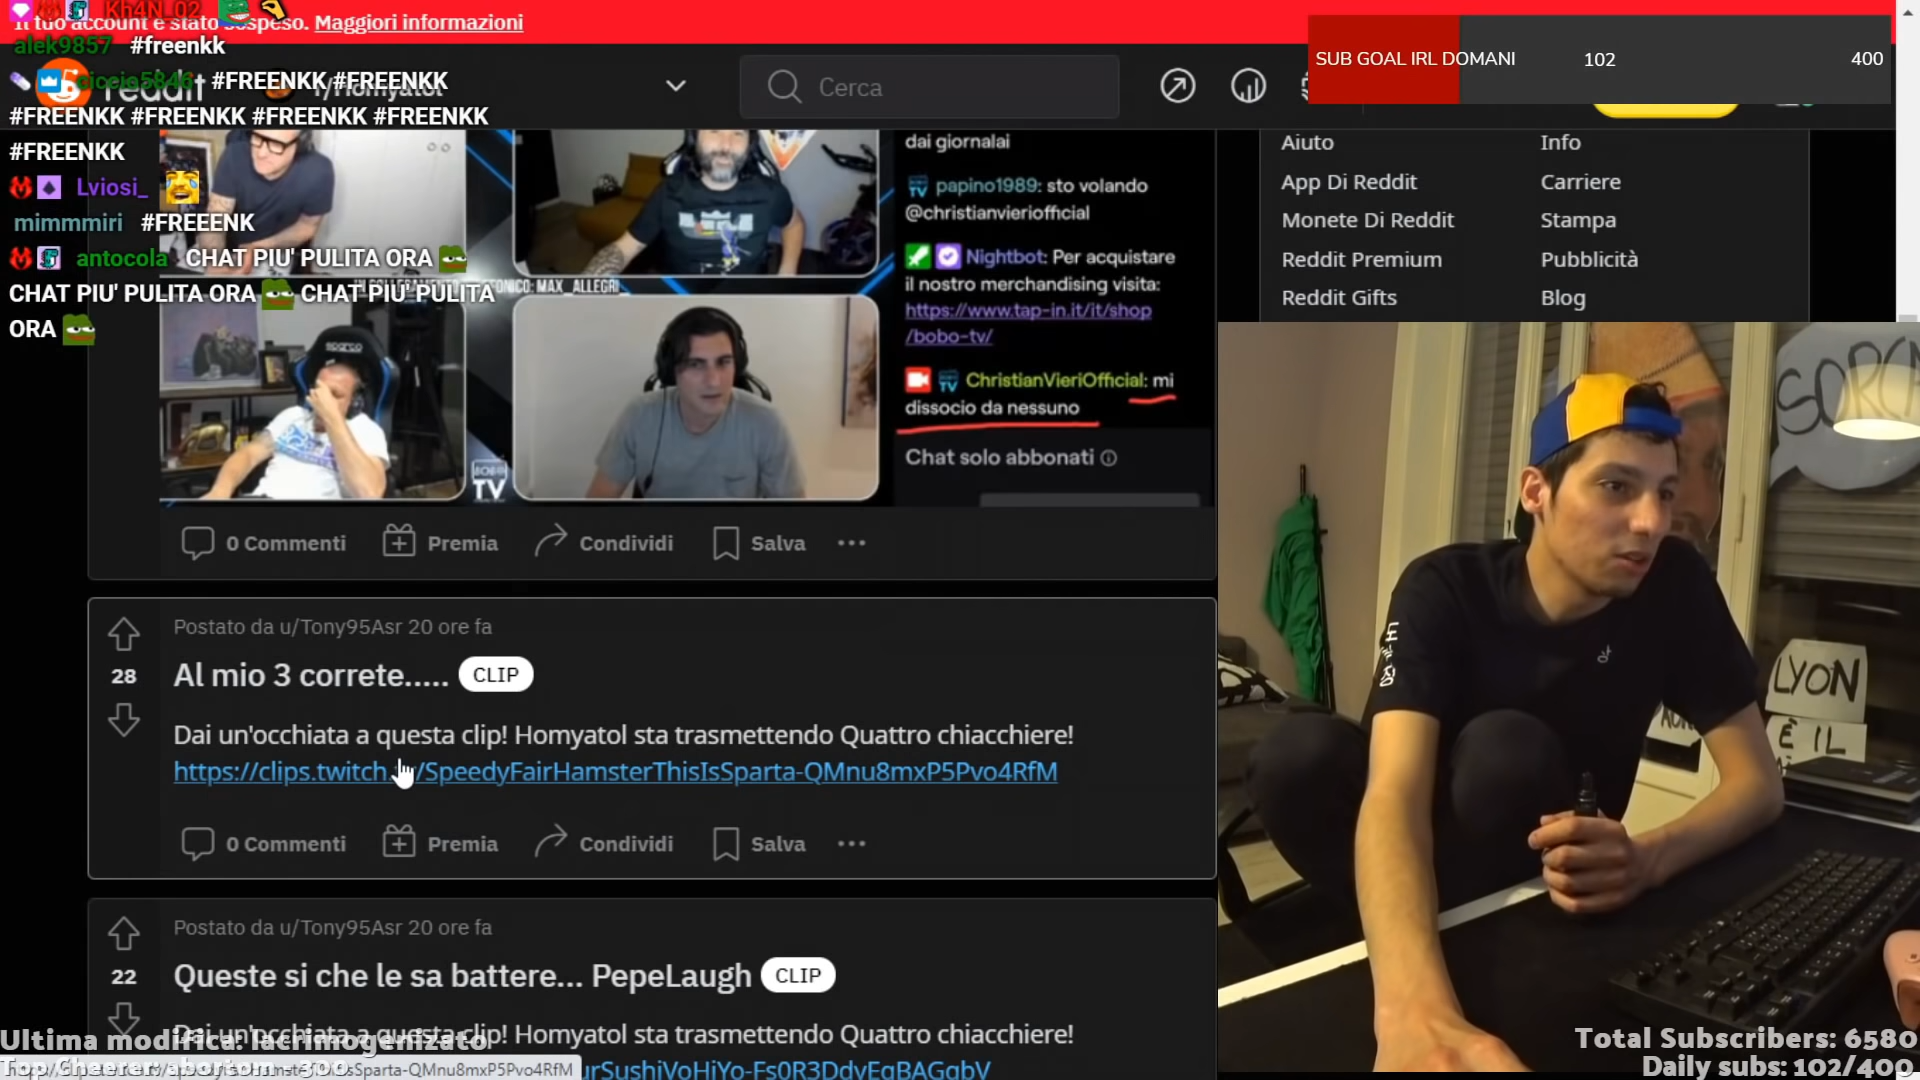 Kh4N_02
Il tuo account è stato sospeso. Maggiori informazioni
alek9857 #freenkk
ciccio5846 #FREENKK #FREENKK
#FREENKK #FREENKK #FREENKK #FREENKK
#FREENKK
Lviosi_
mimmmiri #FREEENK
antocola CHAT PIU' PULITA ORA
CHAT PIU' PULITA ORA CHAT PIU' PULITA
ORA
reddit
r/Homyatol
Cerca
SUB GOAL IRL DOMANI 102 400
MAX_ALLEGRI
sparco
TV
dai giornalai
papino1989: sto volando
@christianvieriofficial
Nightbot: Per acquistare
il nostro merchandising visita:
https://www.tap-in.it/it/shop
/bobo-tv/
ChristianVieriOfficial: mi
dissocio da nessuno
Chat solo abbonati
Aiuto Info
App Di Reddit Carriere
Monete Di Reddit Stampa
Reddit Premium Pubblicità
Reddit Gifts Blog
0 Commenti Premia Condividi Salva
Postato da u/Tony95Asr 20 ore fa
28
Al mio 3 correte..... CLIP
Dai un'occhiata a questa clip! Homyatol sta trasmettendo Quattro chiacchiere!
https://clips.twitch.tv/SpeedyFairHamsterThisIsSparta-QMnu8mxP5Pvo4RfM
0 Commenti Premia Condividi Salva
Postato da u/Tony95Asr 20 ore fa
22
Queste si che le sa battere... PepeLaugh CLIP
Dai un'occhiata a questa clip! Homyatol sta trasmettendo Quattro chiacchiere!
Ultima modifica: lacrimogenizato
Top Cheerer: abortom - 300
LYON
È IL
Total Subscribers: 6580
Daily subs: 102/400